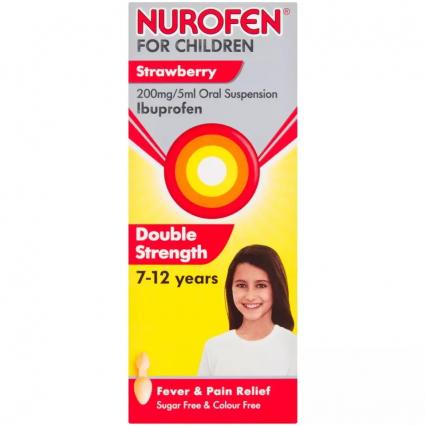 NUROFEN®
FOR CHILDREN
Strawberry
200mg/5ml Oral Suspension
Ibuprofen
Double
Strength
7-12 years
Fever & Pain Relief
Sugar Free & Colour Free